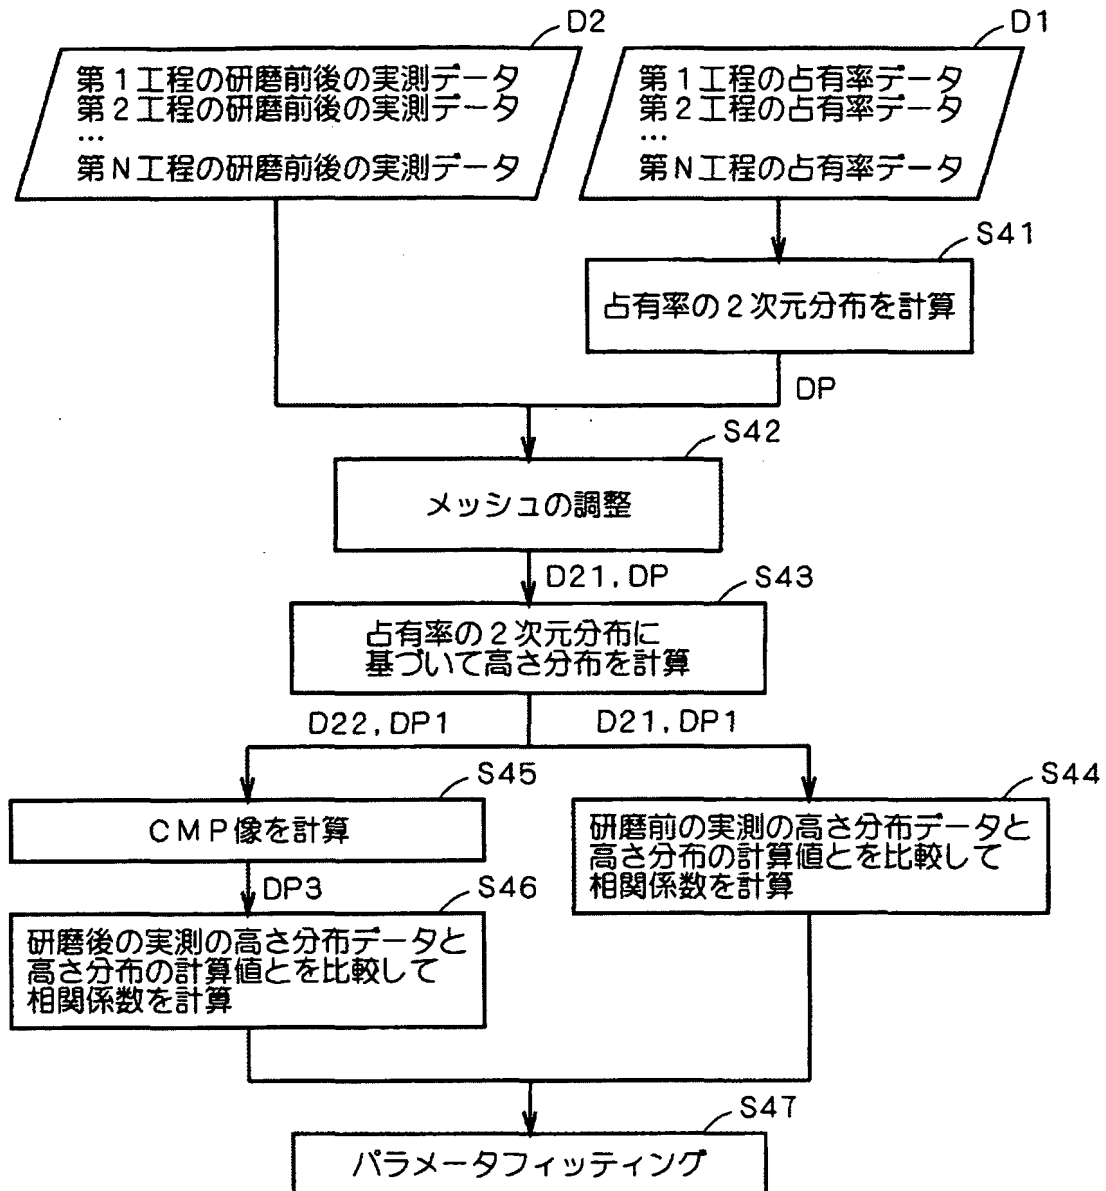 D2
第1工程の研磨前後の実測データ
第2工程の研磨前後の実測データ
…
第N工程の研磨前後の実測データ
D1
第1工程の占有率データ
第2工程の占有率データ
…
第N工程の占有率データ
S41
占有率の2次元分布を計算
DP
S42
メッシュの調整
D21,DP
S43
占有率の2次元分布に
基づいて高さ分布を計算
D22,DP1
D21,DP1
S45
CMP像を計算
S44
研磨前の実測の高さ分布データと
高さ分布の計算値とを比較して
相関係数を計算
DP3
S46
研磨後の実測の高さ分布データと
高さ分布の計算値とを比較して
相関係数を計算
S47
パラメータフィッティング